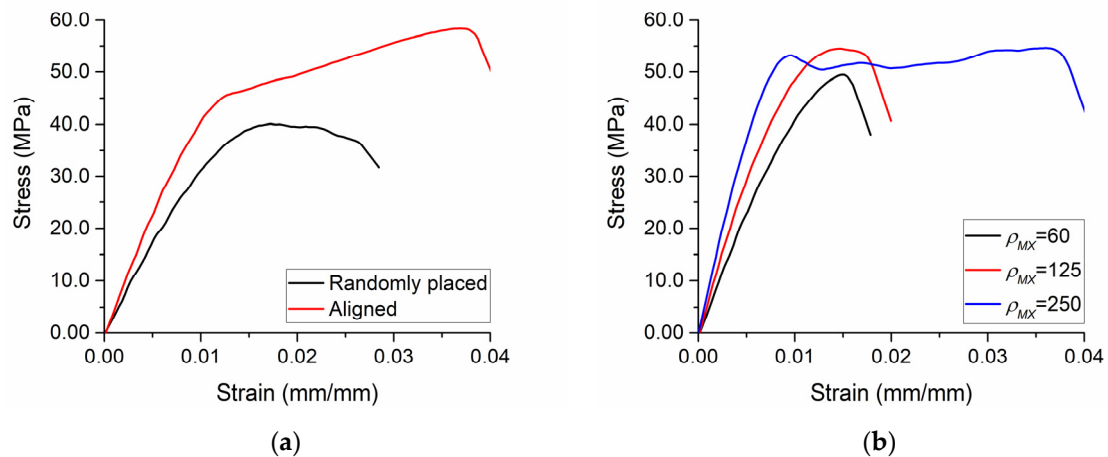 60.0
50.0
40.0
30.0
20.0
10.0
0.00
Stress (MPa)
0.00 0.01 0.02 0.03 0.04
Strain (mm/mm)
Randomly placed
Aligned
(a)
60.0
50.0
40.0
30.0
20.0
10.0
0.00
Stress (MPa)
0.00 0.01 0.02 0.03 0.04
Strain (mm/mm)
ρMX=60
ρMX=125
ρMX=250
(b)